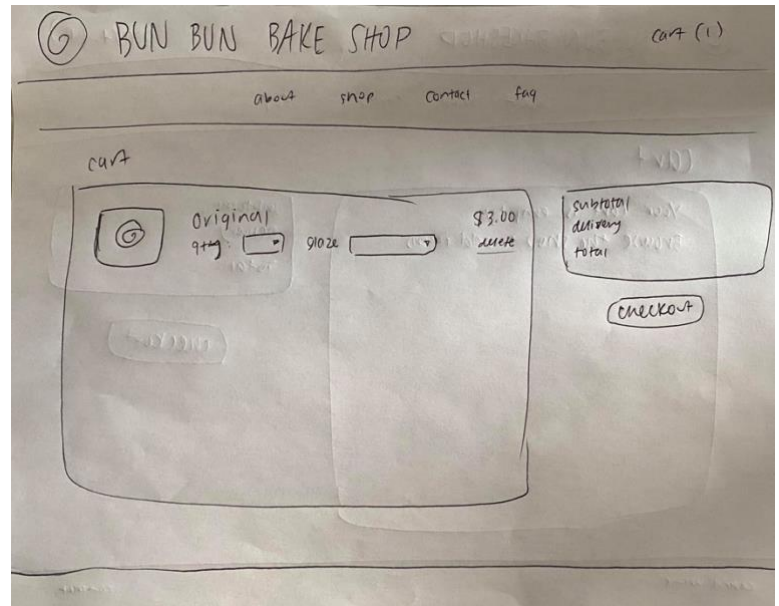 BUN BUN BAKE SHOP cart (1)
about shop contact faq
cart
Original $3.00
qty: glaze delete
subtotal
delivery
total
checkout